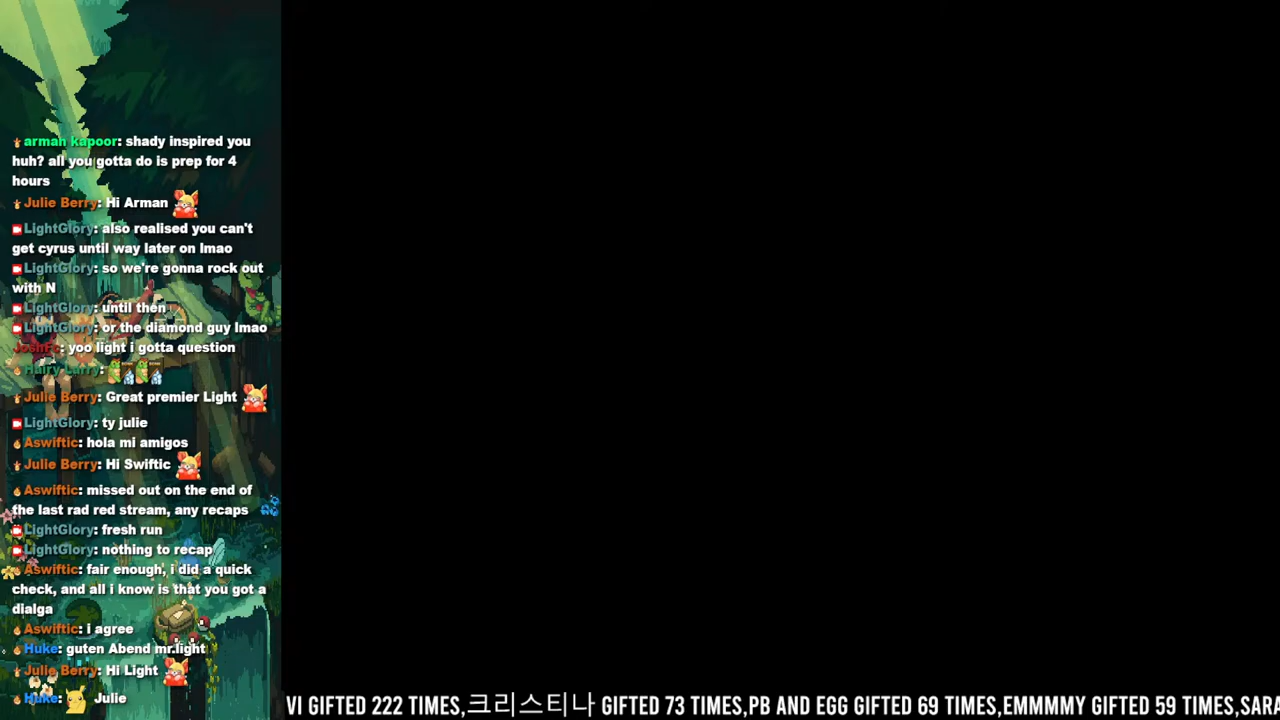 arman kapoor: shady inspired you
huh? all you gotta do is prep for 4
hours
Julie Berry: Hi Arman
LightGlory: also realised you can't
get cyrus until way later on lmao
LightGlory: so we're gonna rock out
with N
LightGlory: until then
LightGlory: or the diamond guy lmao
: yoo light i gotta question
Hairy Larry:
Julie Berry: Great premier Light
LightGlory: ty julie
Aswiftic: hola mi amigos
Julie Berry: Hi Swiftic
Aswiftic: missed out on the end of
the last rad red stream, any recaps
LightGlory: fresh run
LightGlory: nothing to recap
Aswiftic: fair enough, i did a quick
check, and all i know is that you got a
dialga
Aswiftic: i agree
Huke: guten Abend mr.light
Julie Berry: Hi Light
Huke: Julie
VI GIFTED 222 TIMES,크리스티나 GIFTED 73 TIMES,PB AND EGG GIFTED 69 TIMES,EMMMMY GIFTED 59 TIMES,SARA